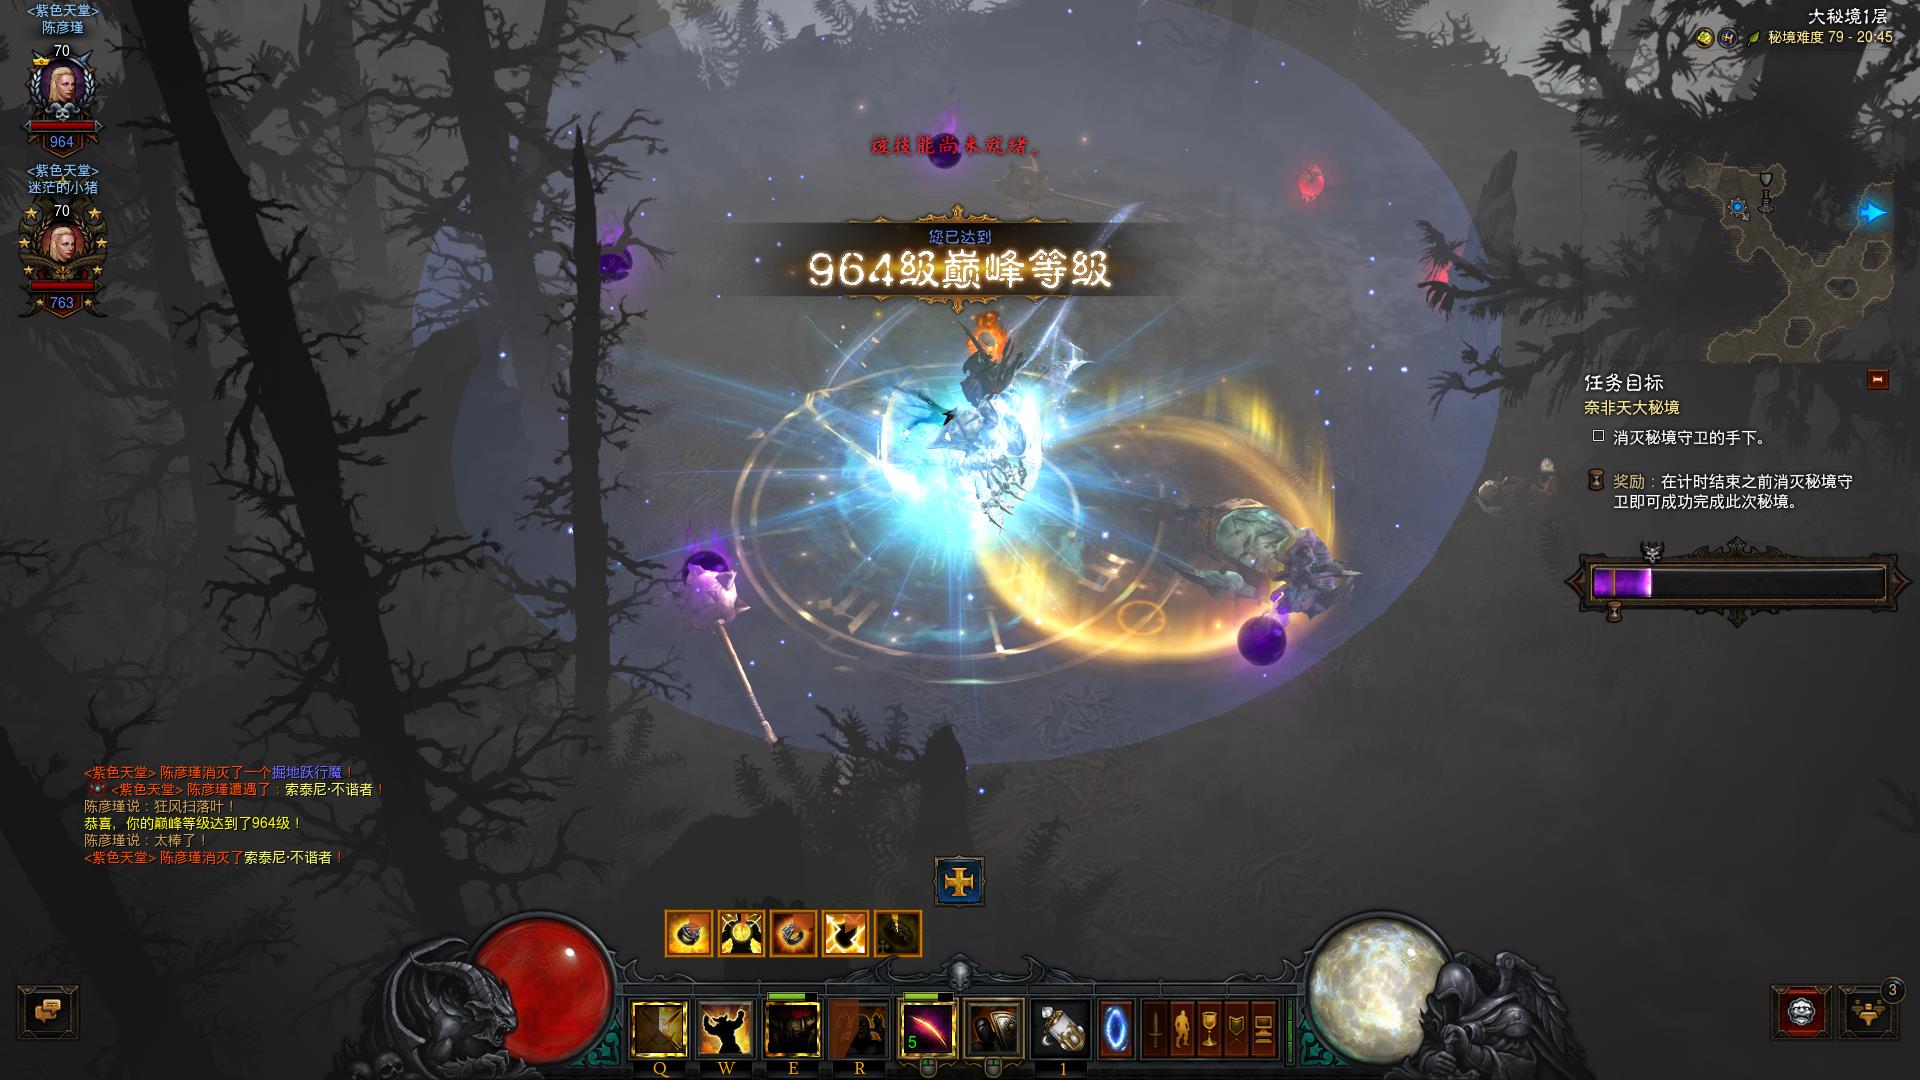 <紫色天堂>
陈彦瑾
70
964
<紫色天堂>
迷茫的小猪
70
763
大秘境1层
秘境难度 79 - 20:45
该技能尚未就绪。
您已达到
964级巅峰等级
任务目标
奈非天大秘境
消灭秘境守卫的手下。
奖励：在计时结束之前消灭秘境守
卫即可成功完成此次秘境。
<紫色天堂> 陈彦瑾消灭了一个掘地跃行魔！
<紫色天堂> 陈彦瑾遭遇了：索泰尼·不谐者！
陈彦瑾说：狂风扫落叶！
恭喜，你的巅峰等级达到了964级！
陈彦瑾说：太棒了！
<紫色天堂> 陈彦瑾消灭了索泰尼·不谐者！
5
Q W E R 1
3